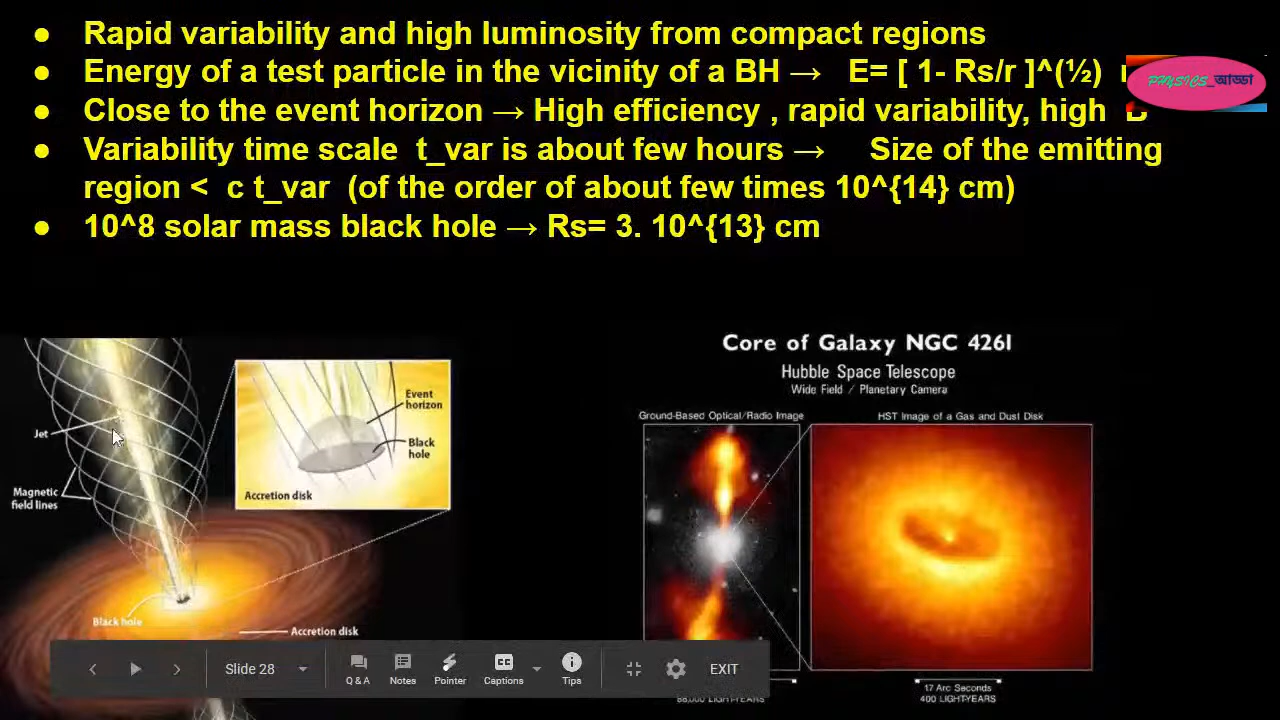 ● Rapid variability and high luminosity from compact regions
● Energy of a test particle in the vicinity of a BH → E= [ 1- Rs/r ]^(½)
PHYSICS_আড্ডা
● Close to the event horizon → High efficiency , rapid variability, high B
● Variability time scale t_var is about few hours → Size of the emitting
region < c t_var (of the order of about few times 10^{14} cm)
● 10^8 solar mass black hole → Rs= 3. 10^{13} cm
Jet
Magnetic
field lines
Event
horizon
Black
hole
Accretion disk
Black hole
Accretion disk
Core of Galaxy NGC 4261
Hubble Space Telescope
Wide Field / Planetary Camera
Ground-Based Optical/Radio Image
HST Image of a Gas and Dust Disk
88,000 LIGHT-YEARS
17 Arc Seconds
400 LIGHT-YEARS
Slide 28
Q & A
Notes
Pointer
CC
Captions
Tips
EXIT